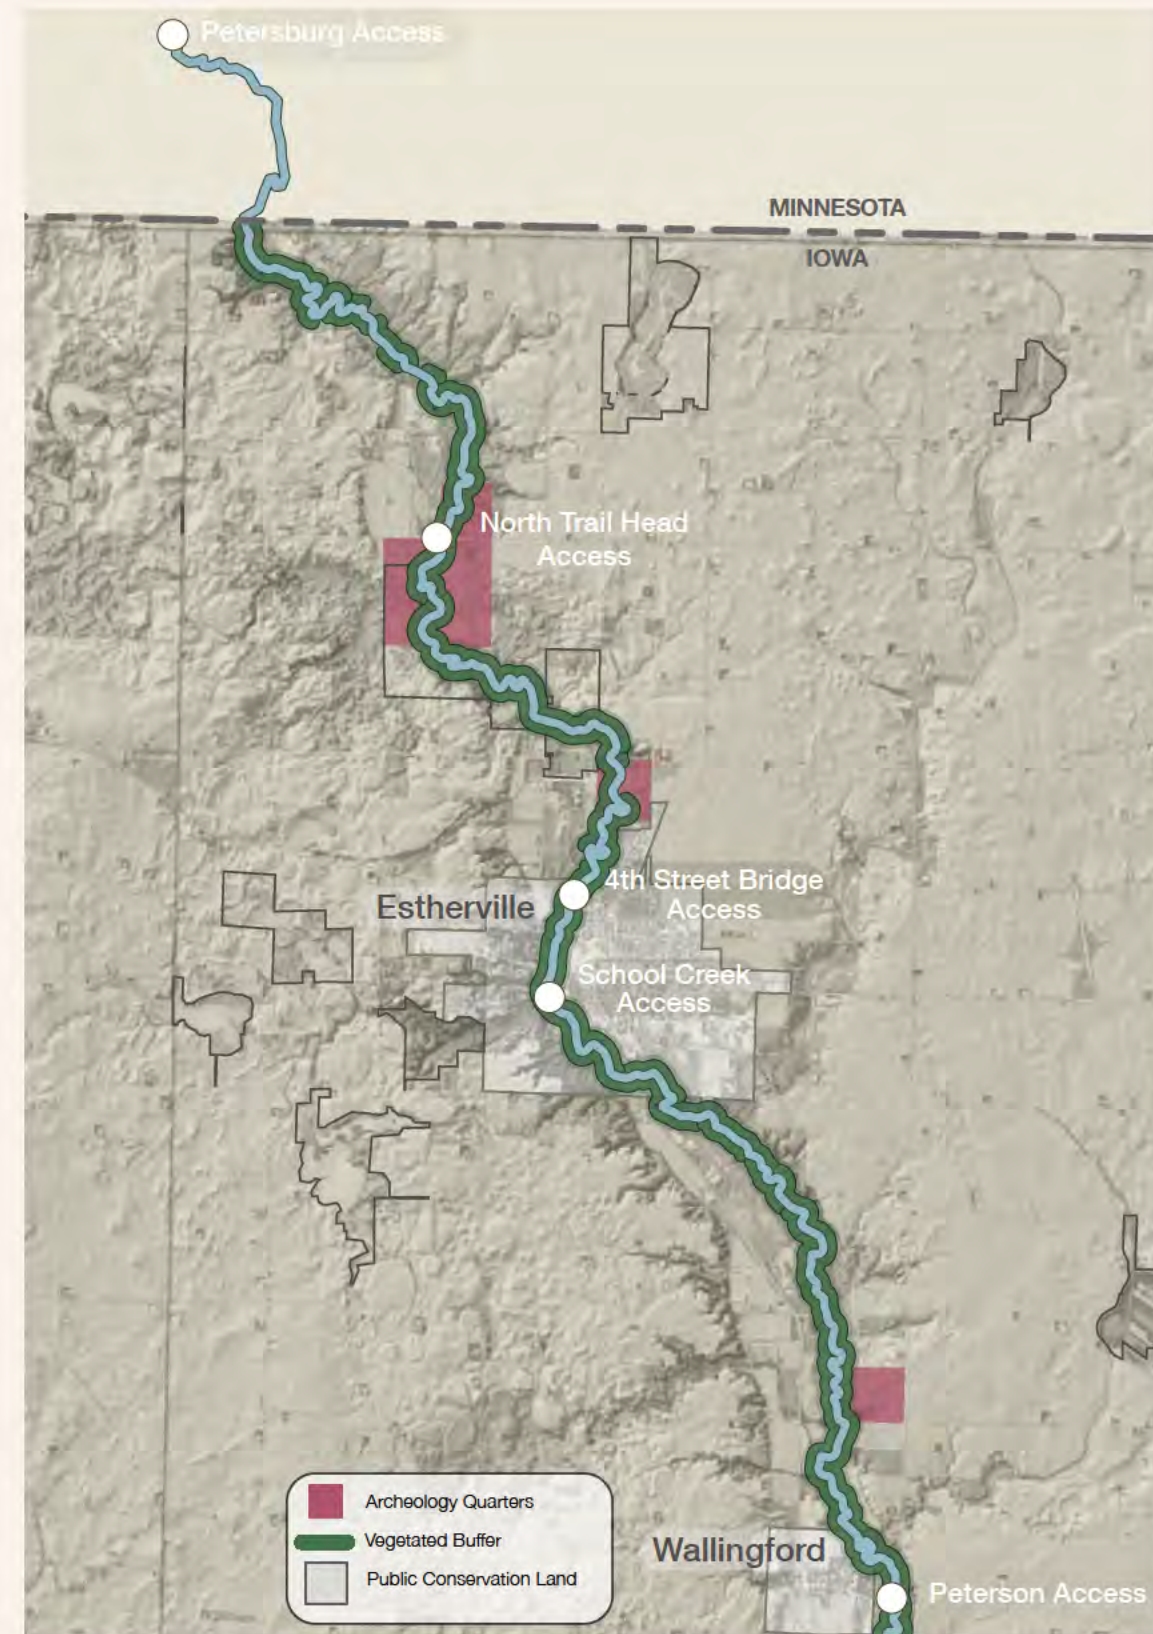 Petersburg Access
MINNESOTA
IOWA
North Trail Head
Access
4th Street Bridge
Access
Estherville
School Creek
Access
Archeology Quarters
Vegetated Buffer
Public Conservation Land
Wallingford
Peterson Access